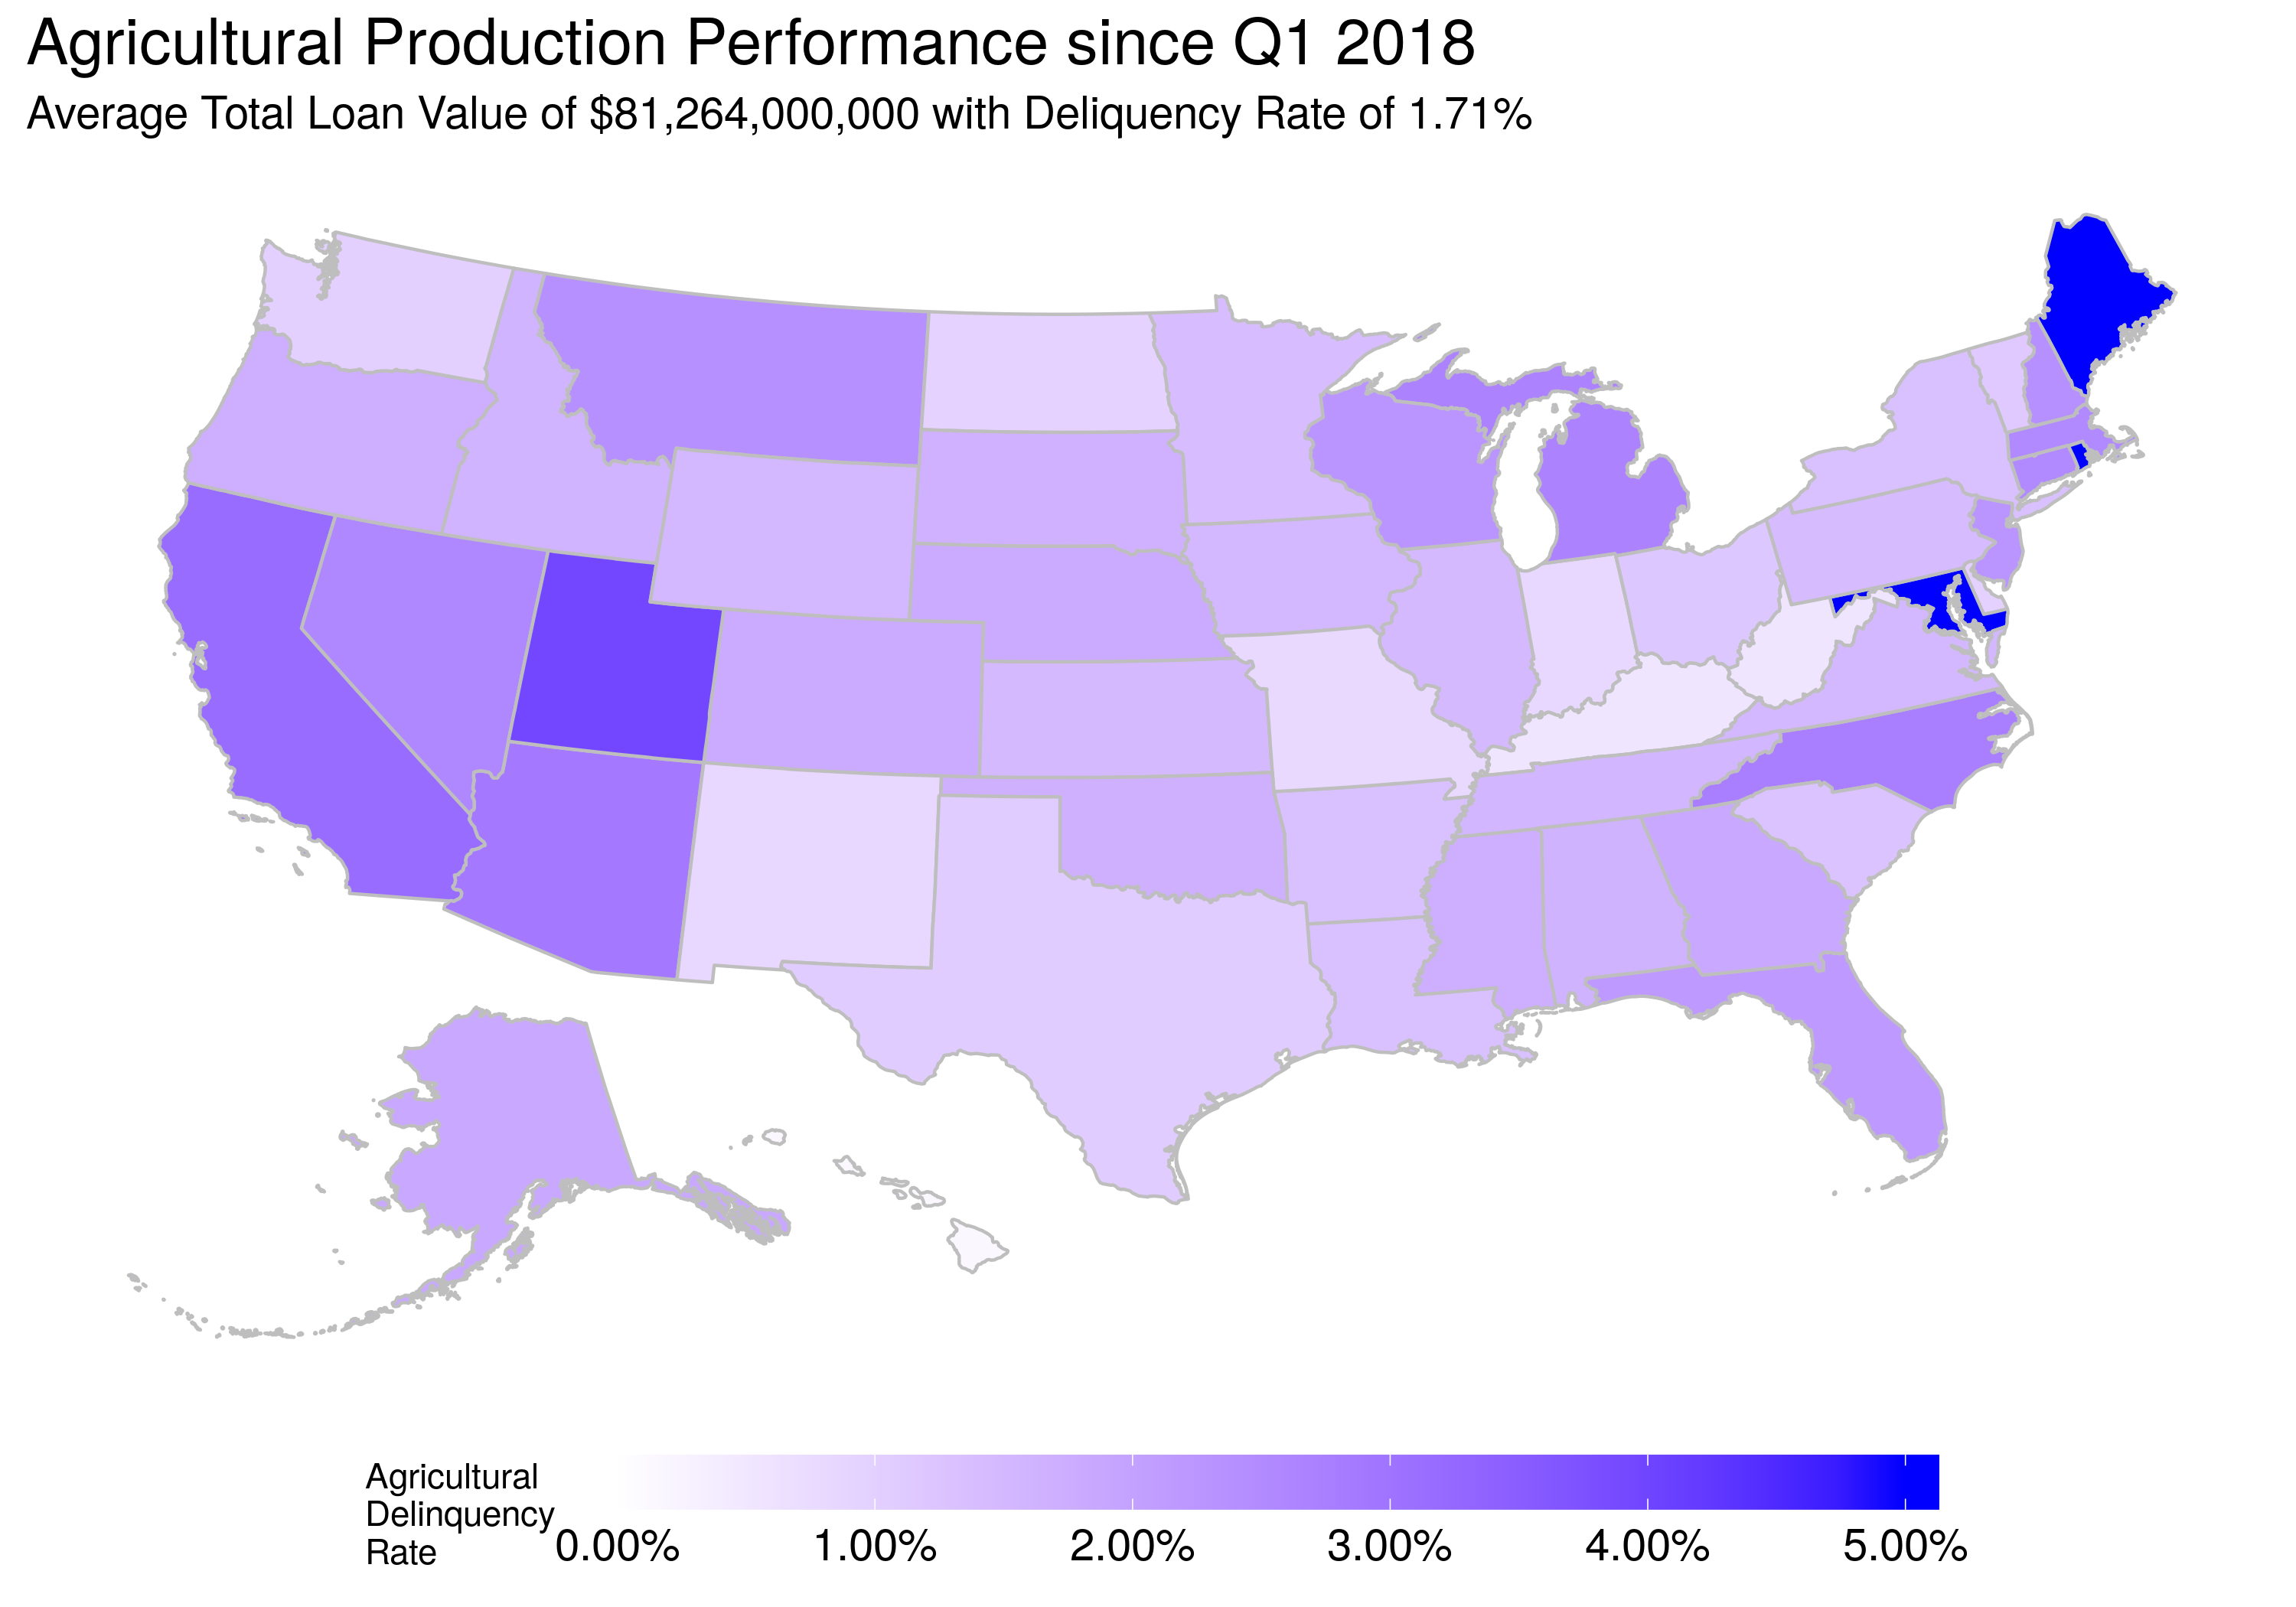 Agricultural Production Performance since Q1 2018
Average Total Loan Value of $81,264,000,000 with Deliquency Rate of 1.71%
Agricultural
Delinquency
Rate
0.00% 1.00% 2.00% 3.00% 4.00% 5.00%